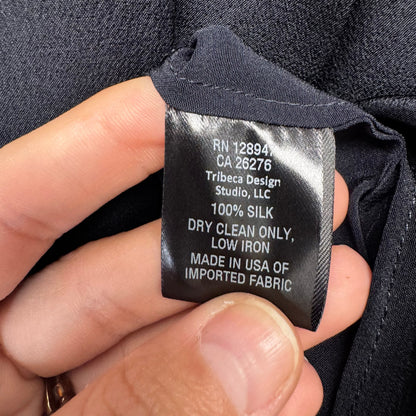 RN 128947
CA 26276
Tribeca Design
Studio, LLC
100% SILK
DRY CLEAN ONLY,
LOW IRON
MADE IN USA OF
IMPORTED FABRIC